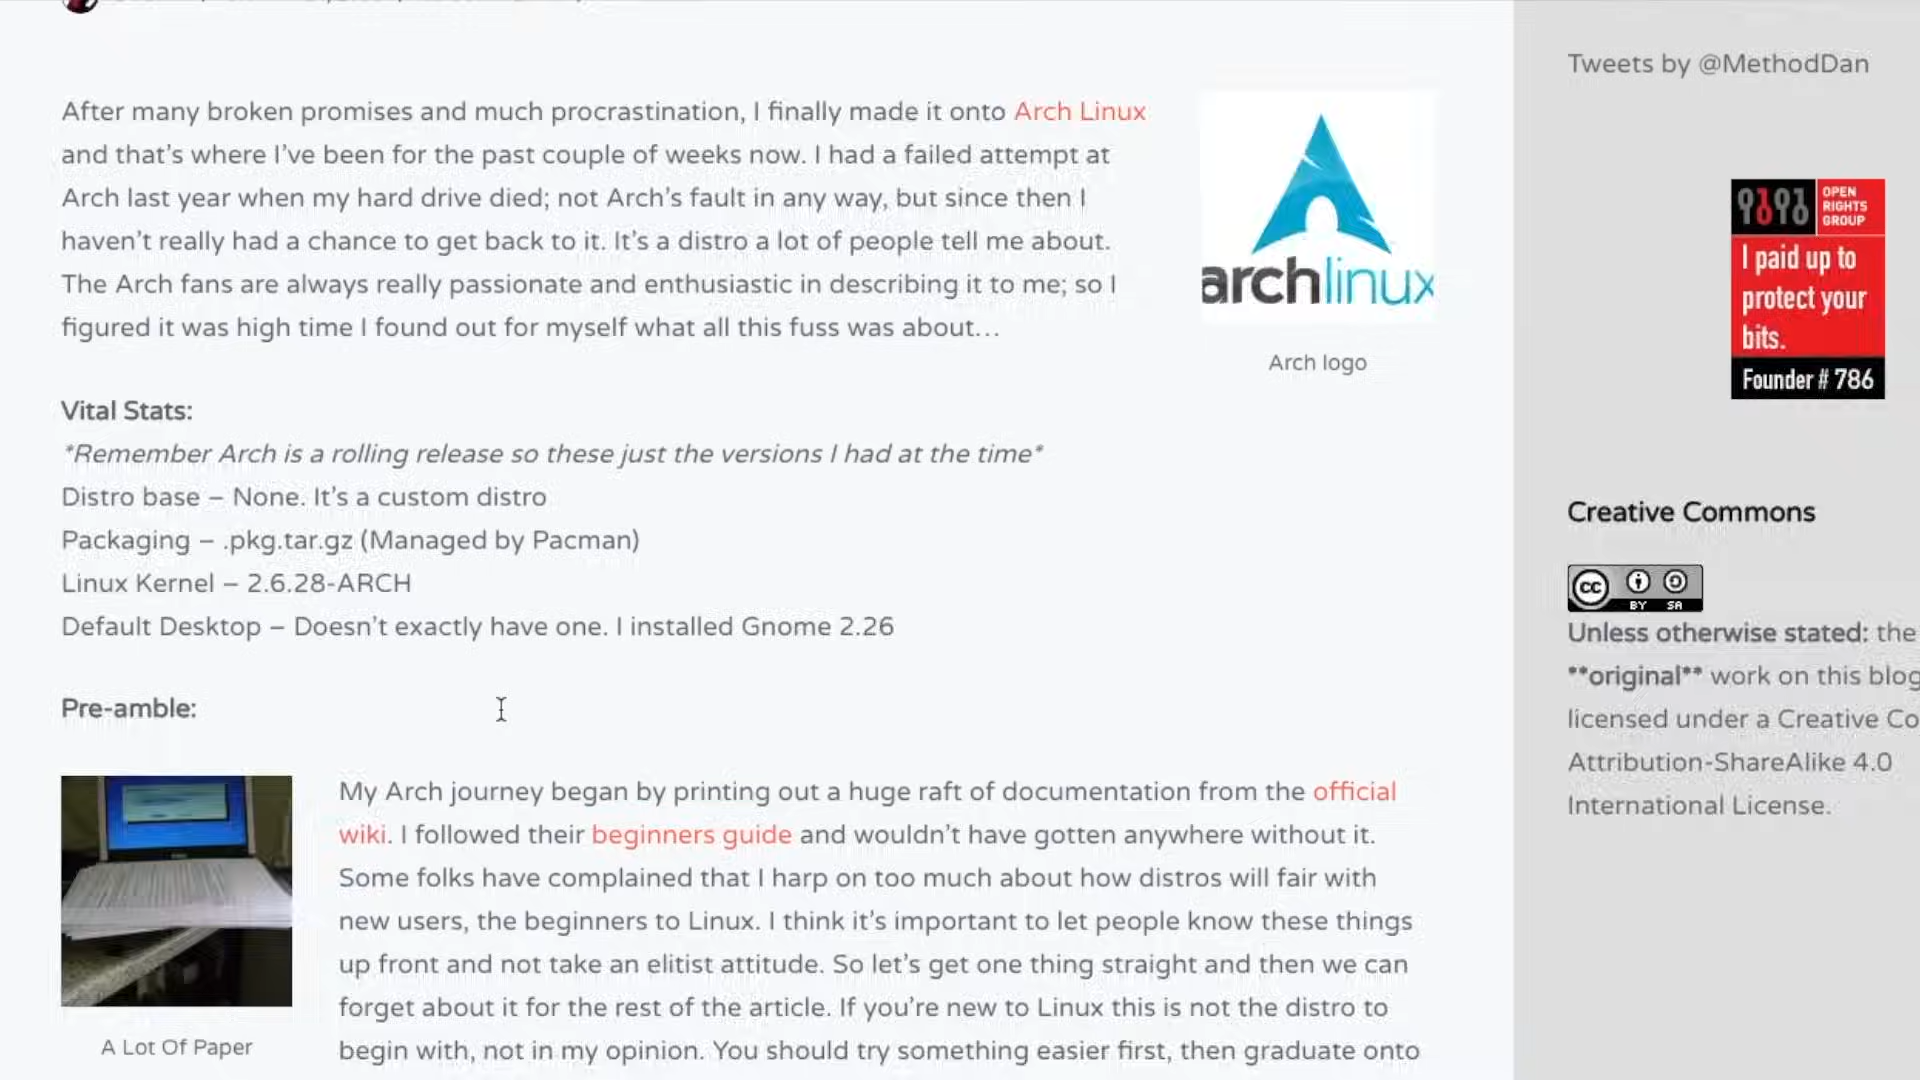 After many broken promises and much procrastination, I finally made it onto Arch Linux
and that’s where I’ve been for the past couple of weeks now. I had a failed attempt at
Arch last year when my hard drive died; not Arch’s fault in any way, but since then I
haven’t really had a chance to get back to it. It’s a distro a lot of people tell me about.
The Arch fans are always really passionate and enthusiastic in describing it to me; so I
figured it was high time I found out for myself what all this fuss was about…
archlinux
Arch logo
Vital Stats:
*Remember Arch is a rolling release so these just the versions I had at the time*
Distro base – None. It’s a custom distro
Packaging – .pkg.tar.gz (Managed by Pacman)
Linux Kernel – 2.6.28-ARCH
Default Desktop – Doesn’t exactly have one. I installed Gnome 2.26
Pre-amble:
My Arch journey began by printing out a huge raft of documentation from the official
wiki. I followed their beginners guide and wouldn’t have gotten anywhere without it.
Some folks have complained that I harp on too much about how distros will fair with
new users, the beginners to Linux. I think it’s important to let people know these things
up front and not take an elitist attitude. So let’s get one thing straight and then we can
forget about it for the rest of the article. If you’re new to Linux this is not the distro to
begin with, not in my opinion. You should try something easier first, then graduate onto
A Lot Of Paper
Tweets by @MethodDan
OPEN
RIGHTS
GROUP
I paid up to
protect your
bits.
Founder # 786
Creative Commons
cc
BY SA
Unless otherwise stated: the
**original** work on this blog
licensed under a Creative Co
Attribution-ShareAlike 4.0
International License.